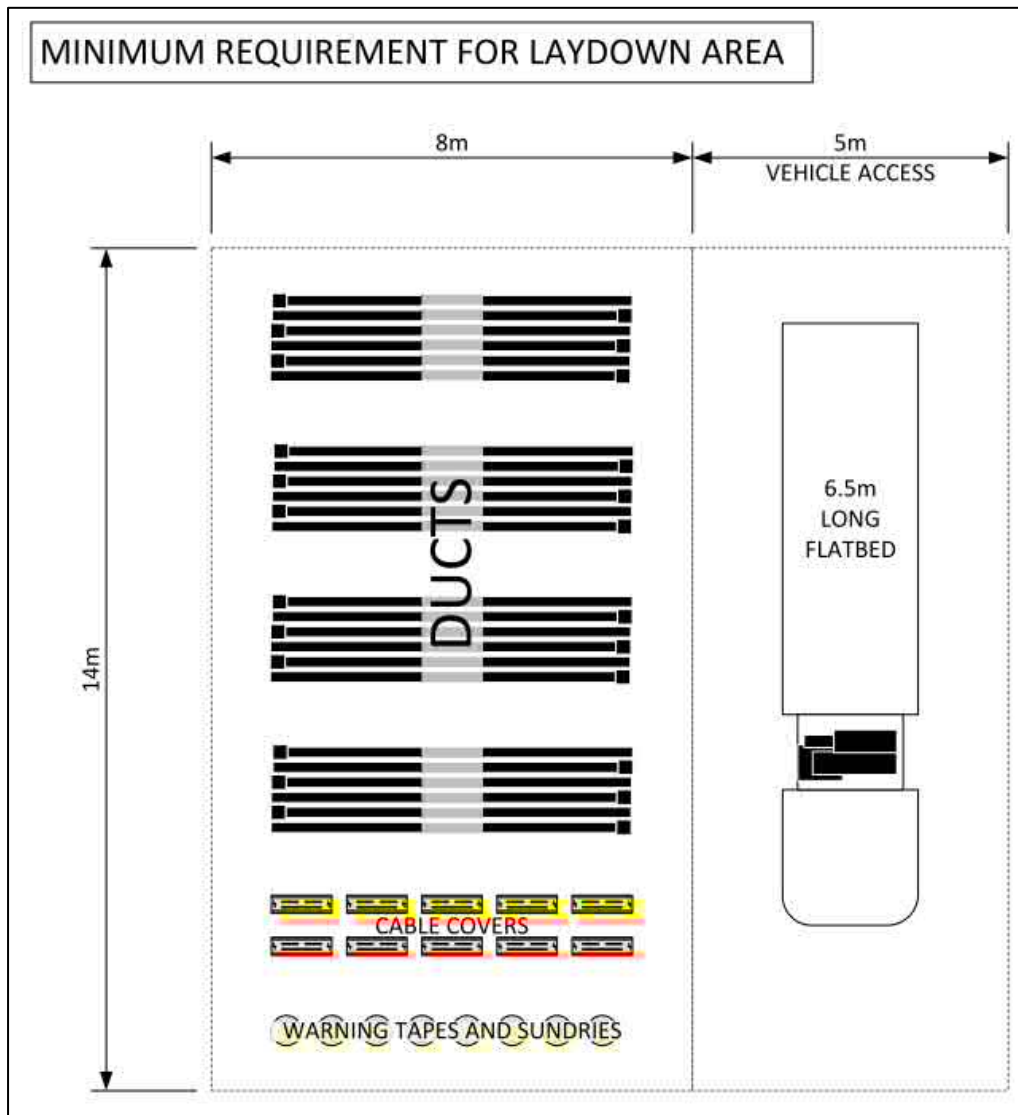 MINIMUM REQUIREMENT FOR LAYDOWN AREA
8m
5m
VEHICLE ACCESS
14m
DUCTS
6.5m
LONG
FLATBED
CABLE COVERS
WARNING TAPES AND SUNDRIES